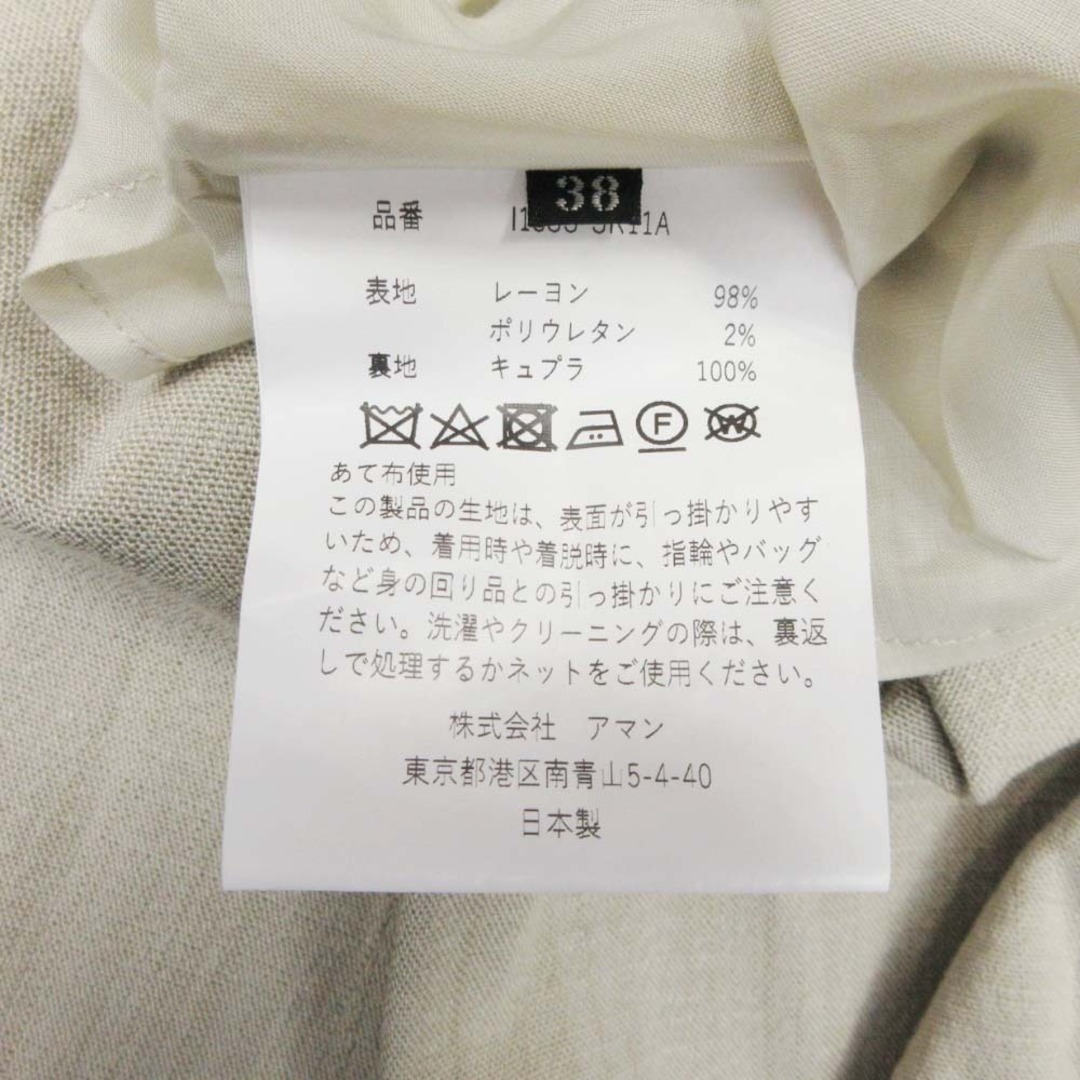 38
品番
表地 レーヨン 98%
ポリウレタン 2%
裏地 キュプラ 100%
F W
あて布使用
この製品の生地は、表面が引っ掛かりやす
いため、着用時や着脱時に、指輪やバッグ
など身の回り品との引っ掛かりにご注意く
ださい。洗濯やクリーニングの際は、裏返
しで処理するかネットをご使用ください。
株式会社 アマン
東京都港区南青山5-4-40
日本製